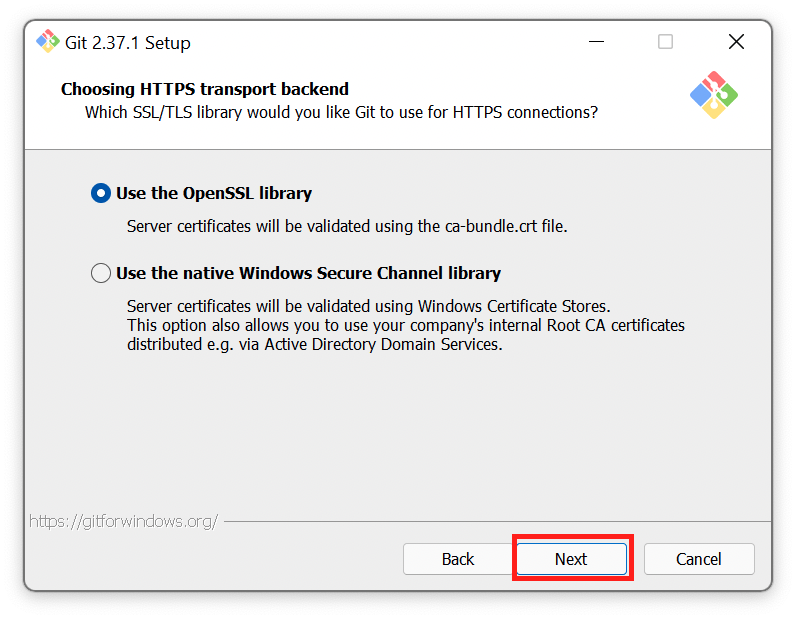 Git 2.37.1 Setup
Choosing HTTPS transport backend
Which SSL/TLS library would you like Git to use for HTTPS connections?
Use the OpenSSL library
Server certificates will be validated using the ca-bundle.crt file.
Use the native Windows Secure Channel library
Server certificates will be validated using Windows Certificate Stores.
This option also allows you to use your company's internal Root CA certificates
distributed e.g. via Active Directory Domain Services.
https://gitforwindows.org/
Back Next Cancel